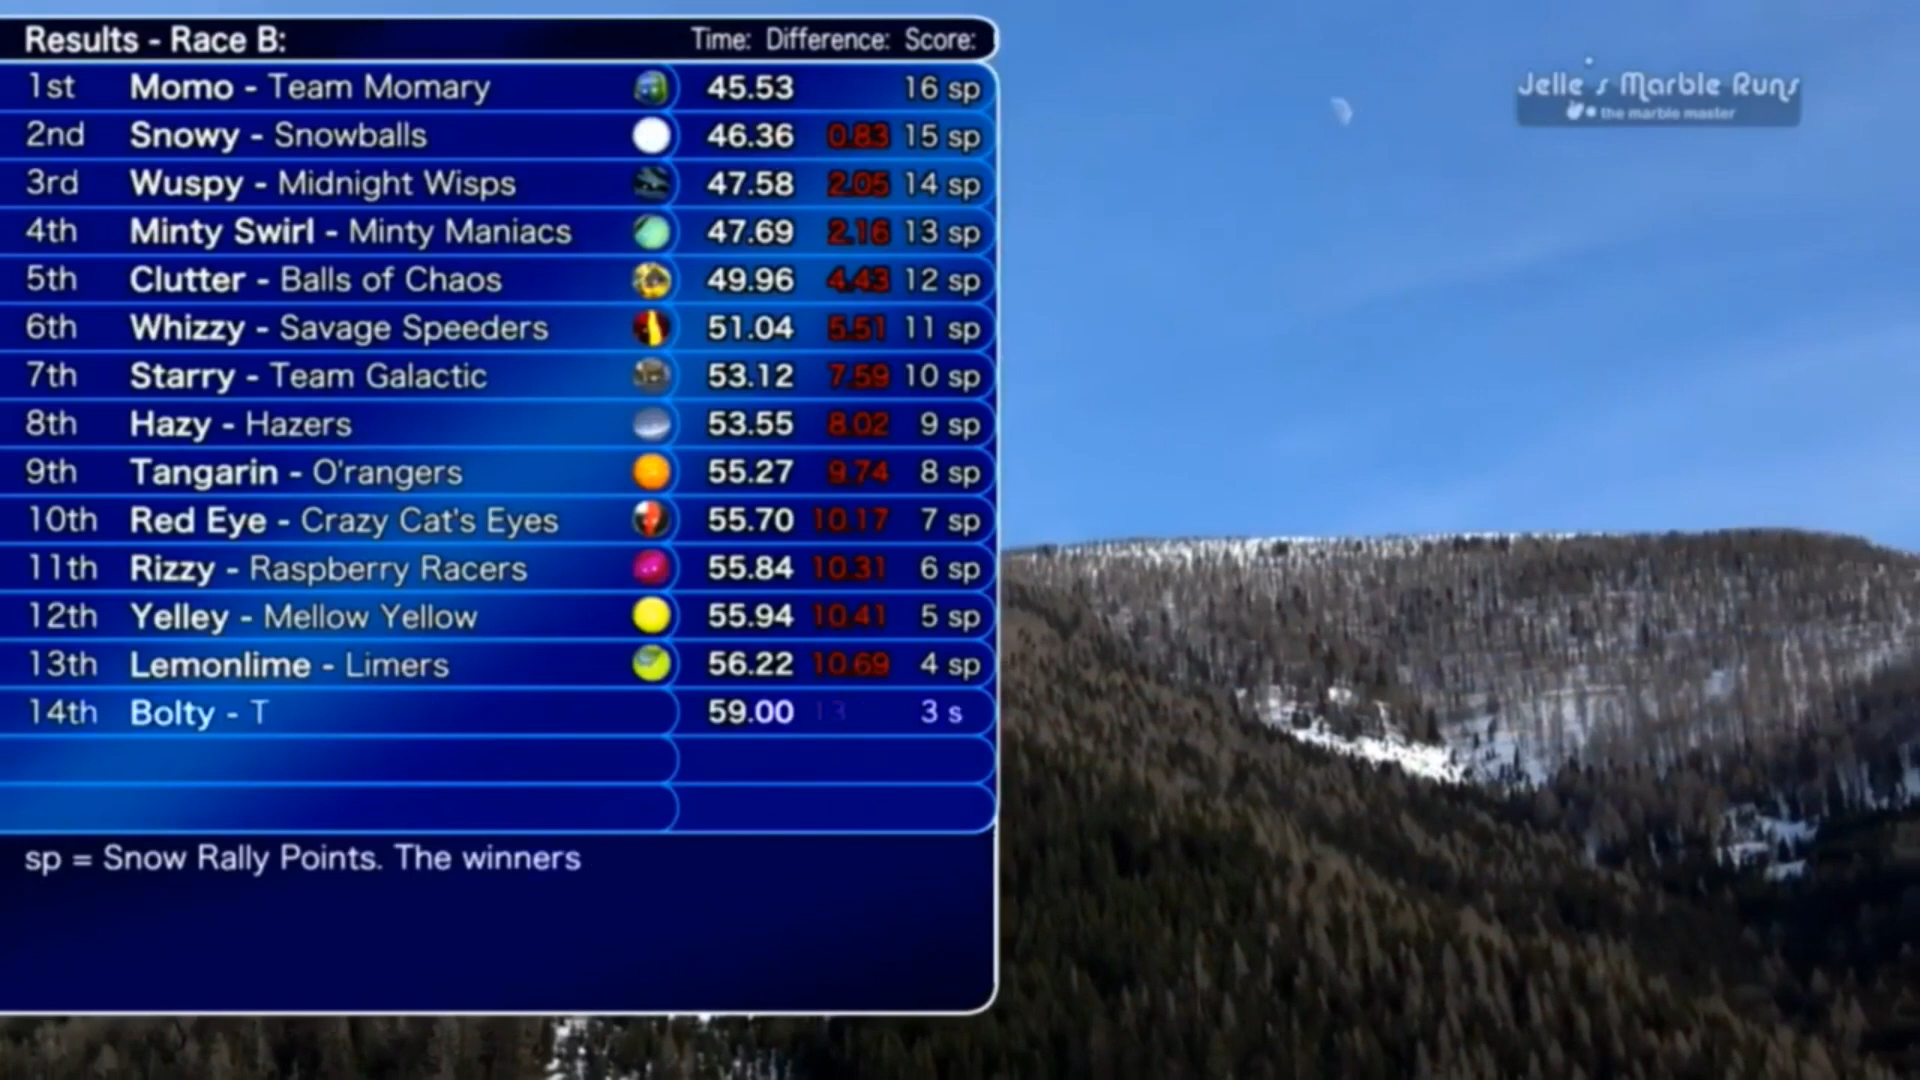 Results - Race B: Time: Difference: Score:
1st Momo - Team Momary 45.53 16 sp
2nd Snowy - Snowballs 46.36 0.83 15 sp
3rd Wuspy - Midnight Wisps 47.58 2.05 14 sp
4th Minty Swirl - Minty Maniacs 47.69 2.16 13 sp
5th Clutter - Balls of Chaos 49.96 4.43 12 sp
6th Whizzy - Savage Speeders 51.04 5.51 11 sp
7th Starry - Team Galactic 53.12 7.59 10 sp
8th Hazy - Hazers 53.55 8.02 9 sp
9th Tangarin - O'rangers 55.27 9.74 8 sp
10th Red Eye - Crazy Cat's Eyes 55.70 10.17 7 sp
11th Rizzy - Raspberry Racers 55.84 10.31 6 sp
12th Yelley - Mellow Yellow 55.94 10.41 5 sp
13th Lemonlime - Limers 56.22 10.69 4 sp
14th Bolty - T 59.00 13 3 s
sp = Snow Rally Points. The winners
Jelle's Marble Runs
the marble master